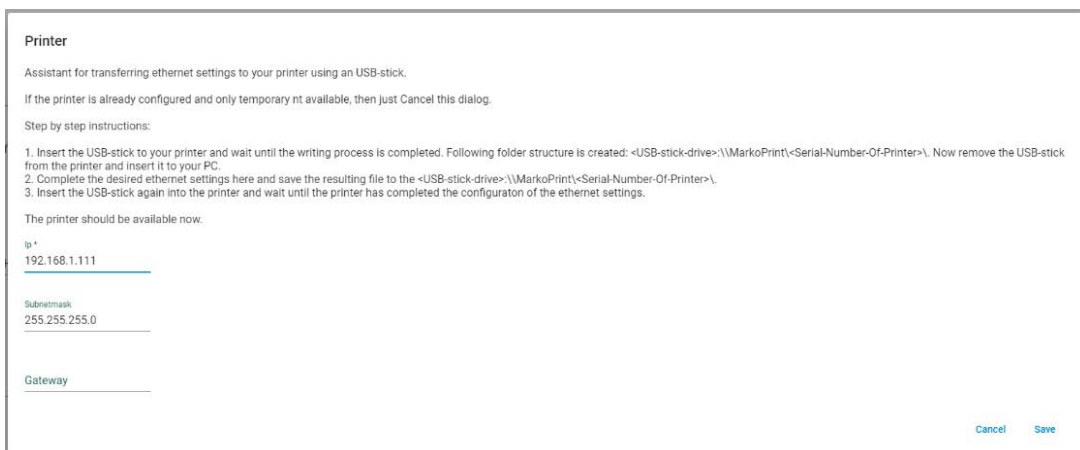 Printer
Assistant for transferring ethernet settings to your printer using an USB-stick.
If the printer is already configured and only temporary nt available, then just Cancel this dialog.
Step by step instructions:
1. Insert the USB-stick to your printer and wait until the writing process is completed. Following folder structure is created: <USB-stick-drive>:\\MarkoPrint\<Serial-Number-Of-Printer>\. Now remove the USB-stick
from the printer and insert it to your PC.
2. Complete the desired ethernet settings here and save the resulting file to the <USB-stick-drive>:\\MarkoPrint\<Serial-Number-Of-Printer>\.
3. Insert the USB-stick again into the printer and wait until the printer has completed the configuraton of the ethernet settings.
The printer should be available now.
Ip *
192.168.1.111
Subnetmask
255.255.255.0
Gateway
Cancel Save